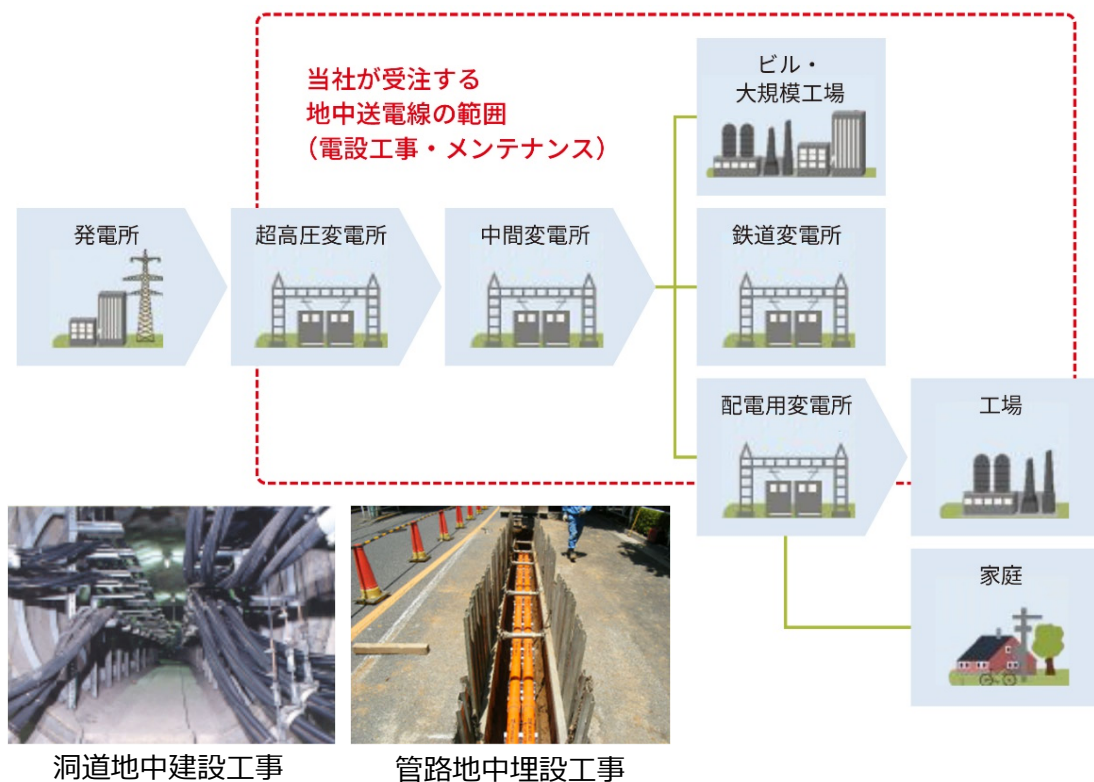 当社が受注する
地中送電線の範囲
（電設工事・メンテナンス）
ビル・
大規模工場
発電所
超高圧変電所
中間変電所
鉄道変電所
配電用変電所
工場
家庭
洞道地中建設工事
管路地中埋設工事